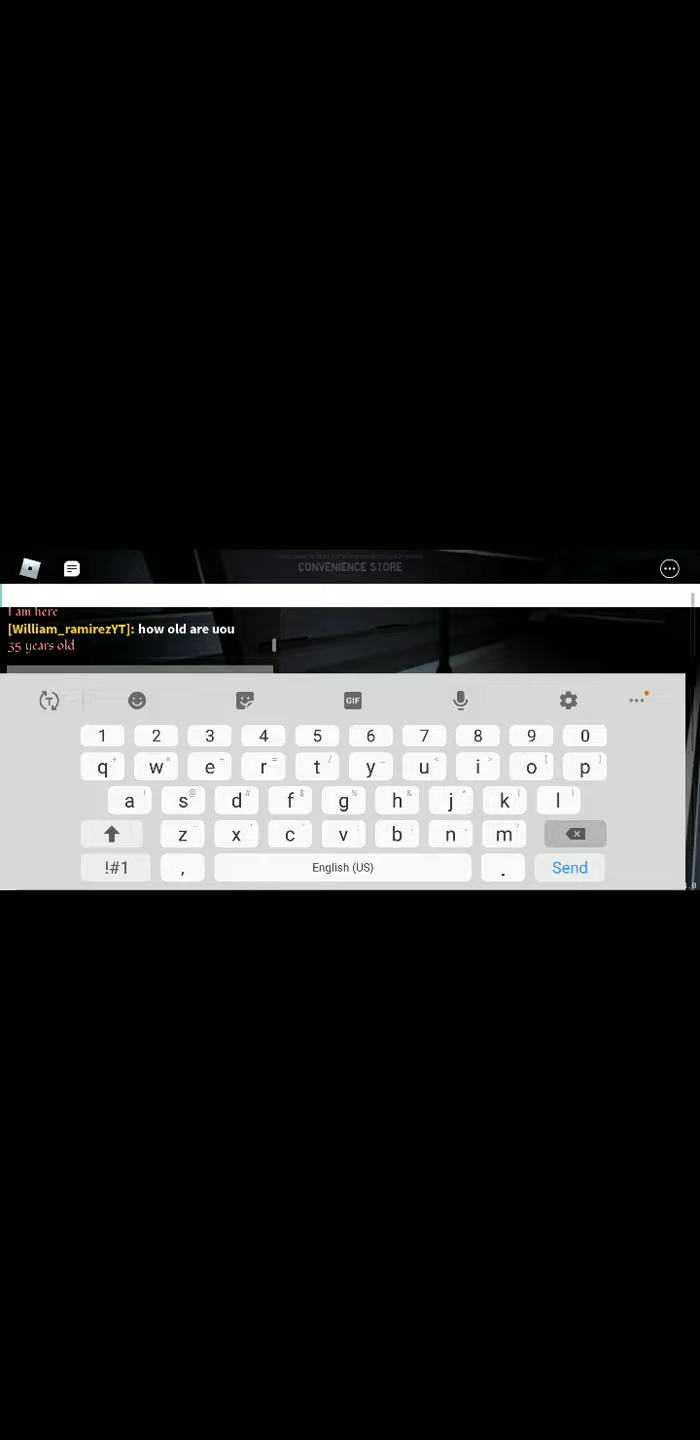 CONVENIENCE STORE
I am here
[William_ramirezYT]: how old are uou
35 years old
GIF
1 2 3 4 5 6 7 8 9 0
q w e r t y u i o p
a s d f g h j k l
z x c v b n m
!#1 , English (US) . Send